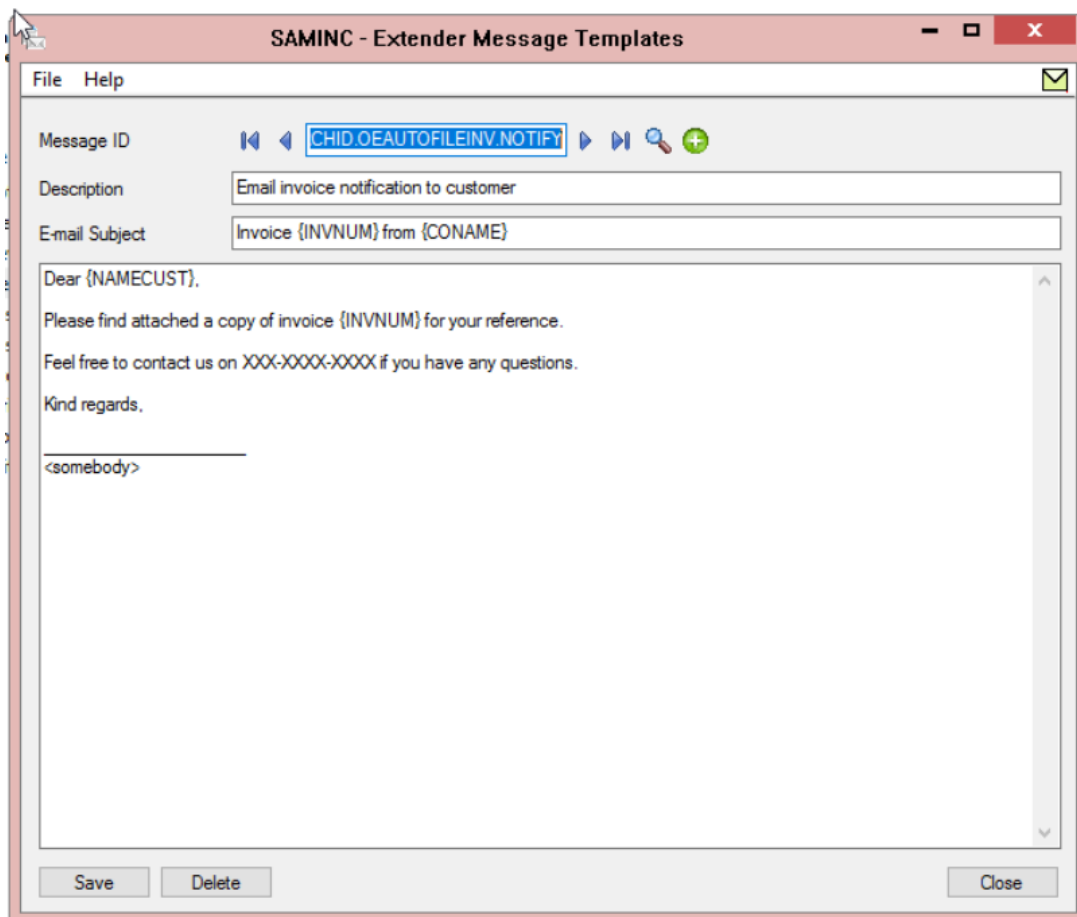 SAMINC - Extender Message Templates
File Help
Message ID CHID.OEAUTOFILEINV.NOTIFY
Description Email invoice notification to customer
E-mail Subject Invoice {INVNUM} from {CONAME}
Dear {NAMECUST},
Please find attached a copy of invoice {INVNUM} for your reference.
Feel free to contact us on XXX-XXXX-XXXX if you have any questions.
Kind regards,
____________________
<somebody>
Save Delete Close